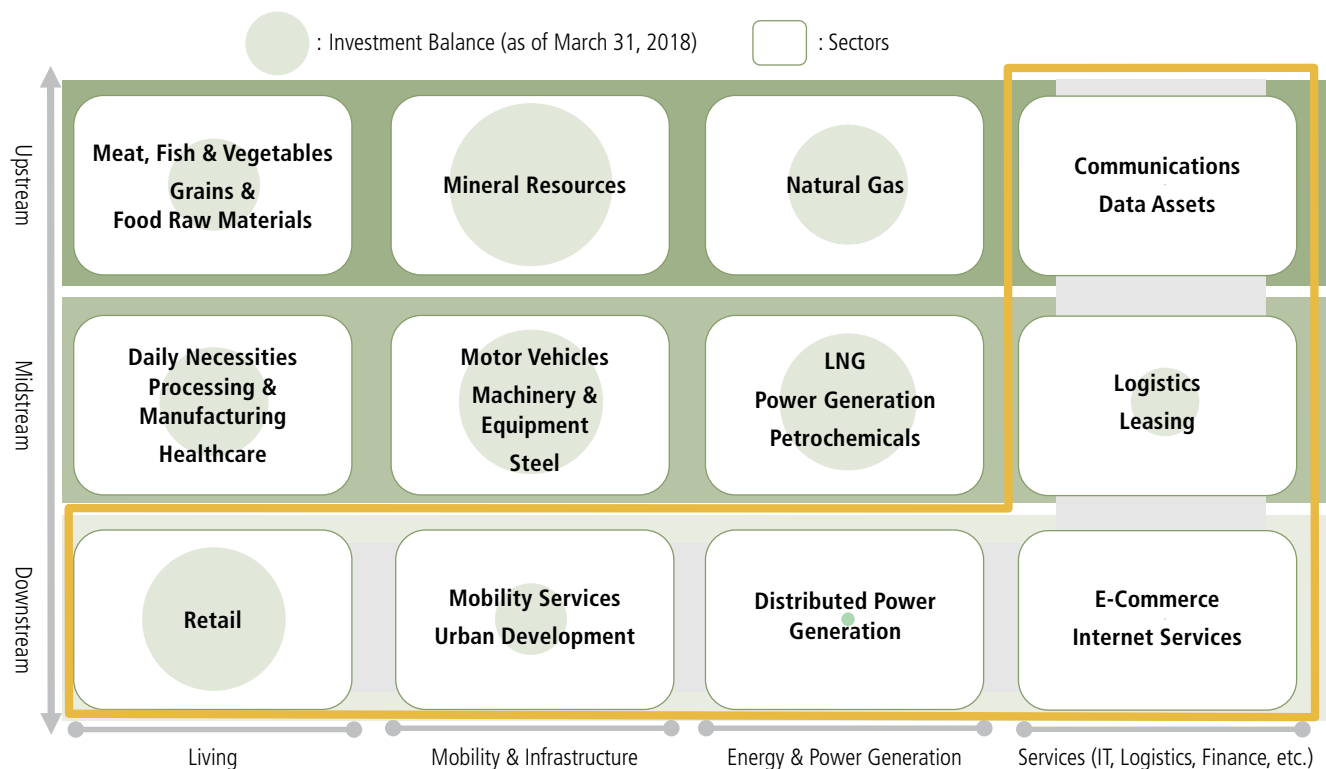 : Investment Balance (as of March 31, 2018)
: Sectors
Upstream
Meat, Fish & Vegetables
Grains &
Food Raw Materials
Mineral Resources
Natural Gas
Communications
Data Assets
Midstream
Daily Necessities
Processing &
Manufacturing
Healthcare
Motor Vehicles
Machinery &
Equipment
Steel
LNG
Power Generation
Petrochemicals
Logistics
Leasing
Downstream
Retail
Mobility Services
Urban Development
Distributed Power
Generation
E-Commerce
Internet Services
Living
Mobility & Infrastructure
Energy & Power Generation
Services (IT, Logistics, Finance, etc.)